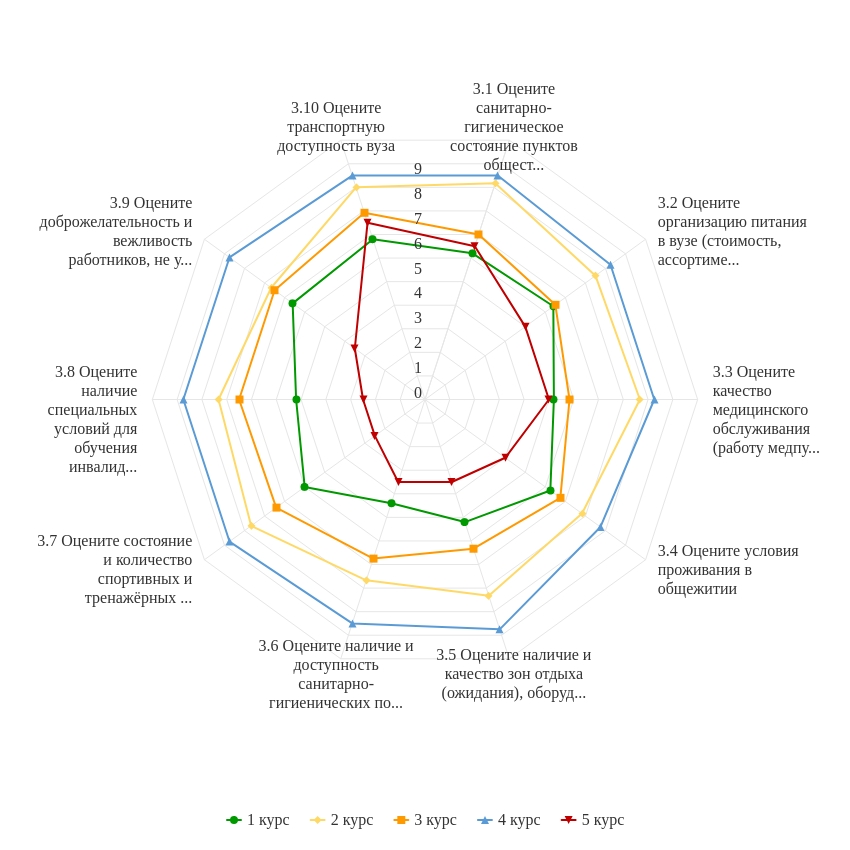 3.1 Оцените
санитарно-
гигиеническое
состояние пунктов
общест...
3.2 Оцените
организацию питания
в вузе (стоимость,
ассортиме...
3.3 Оцените
качество
медицинского
обслуживания
(работу медпу...
3.4 Оцените условия
проживания в
общежитии
3.5 Оцените наличие и
качество зон отдыха
(ожидания), оборуд...
3.6 Оцените наличие и
доступность
санитарно-
гигиенических по...
3.7 Оцените состояние
и количество
спортивных и
тренажёрных ...
3.8 Оцените
наличие
специальных
условий для
обучения
инвалид...
3.9 Оцените
доброжелательность и
вежливость
работников, не у...
3.10 Оцените
транспортную
доступность вуза
9
8
7
6
5
4
3
2
1
0
1 курс 2 курс 3 курс 4 курс 5 курс